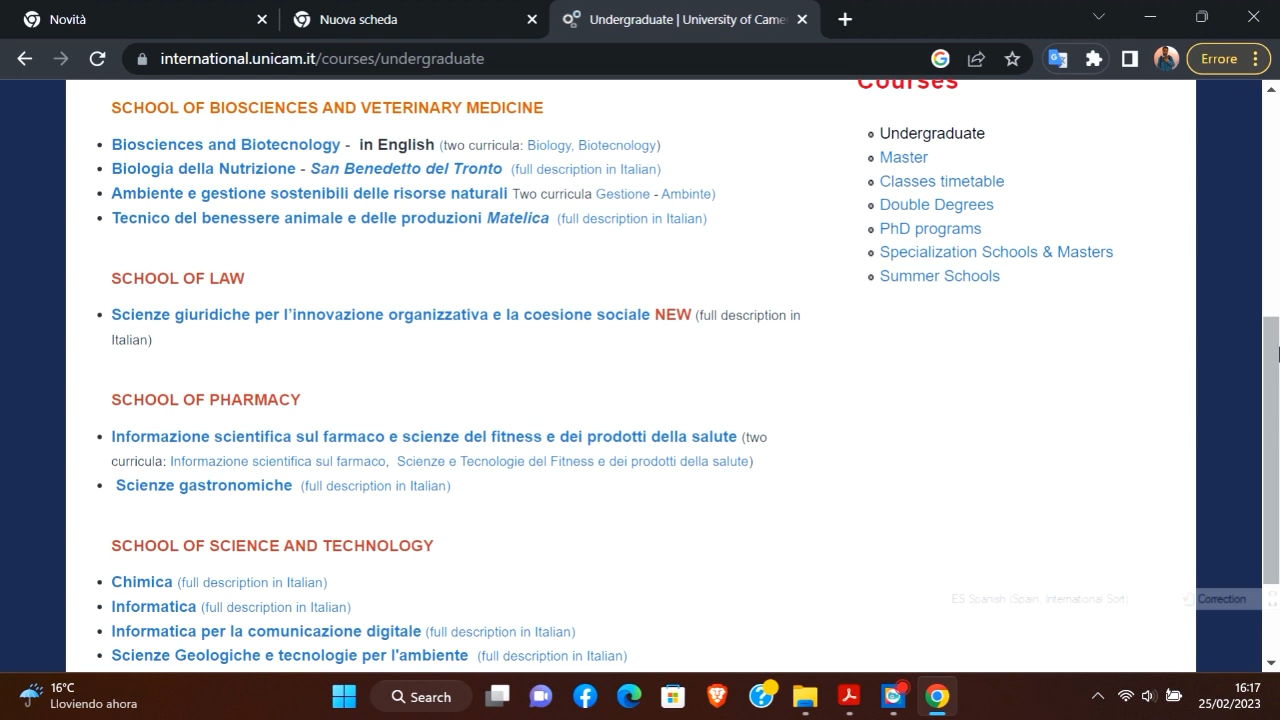 Novità
Nuova scheda
Undergraduate | University of Came
international.unicam.it/courses/undergraduate
Errore
Courses
SCHOOL OF BIOSCIENCES AND VETERINARY MEDICINE
• Biosciences and Biotecnology - in English (two curricula: Biology, Biotecnology)
• Biologia della Nutrizione - San Benedetto del Tronto (full description in Italian)
• Ambiente e gestione sostenibili delle risorse naturali Two curricula Gestione - Ambinte)
• Tecnico del benessere animale e delle produzioni Matelica (full description in Italian)
SCHOOL OF LAW
• Scienze giuridiche per l’innovazione organizzativa e la coesione sociale NEW (full description in
Italian)
SCHOOL OF PHARMACY
• Informazione scientifica sul farmaco e scienze del fitness e dei prodotti della salute (two
curricula: Informazione scientifica sul farmaco, Scienze e Tecnologie del Fitness e dei prodotti della salute)
• Scienze gastronomiche (full description in Italian)
SCHOOL OF SCIENCE AND TECHNOLOGY
• Chimica (full description in Italian)
• Informatica (full description in Italian)
• Informatica per la comunicazione digitale (full description in Italian)
• Scienze Geologiche e tecnologie per l'ambiente (full description in Italian)
Undergraduate
Master
Classes timetable
Double Degrees
PhD programs
Specialization Schools & Masters
Summer Schools
ES Spanish (Spain, International Sort)
Correction
16°C
Lloviendo ahora
Search
16:17
25/02/2023